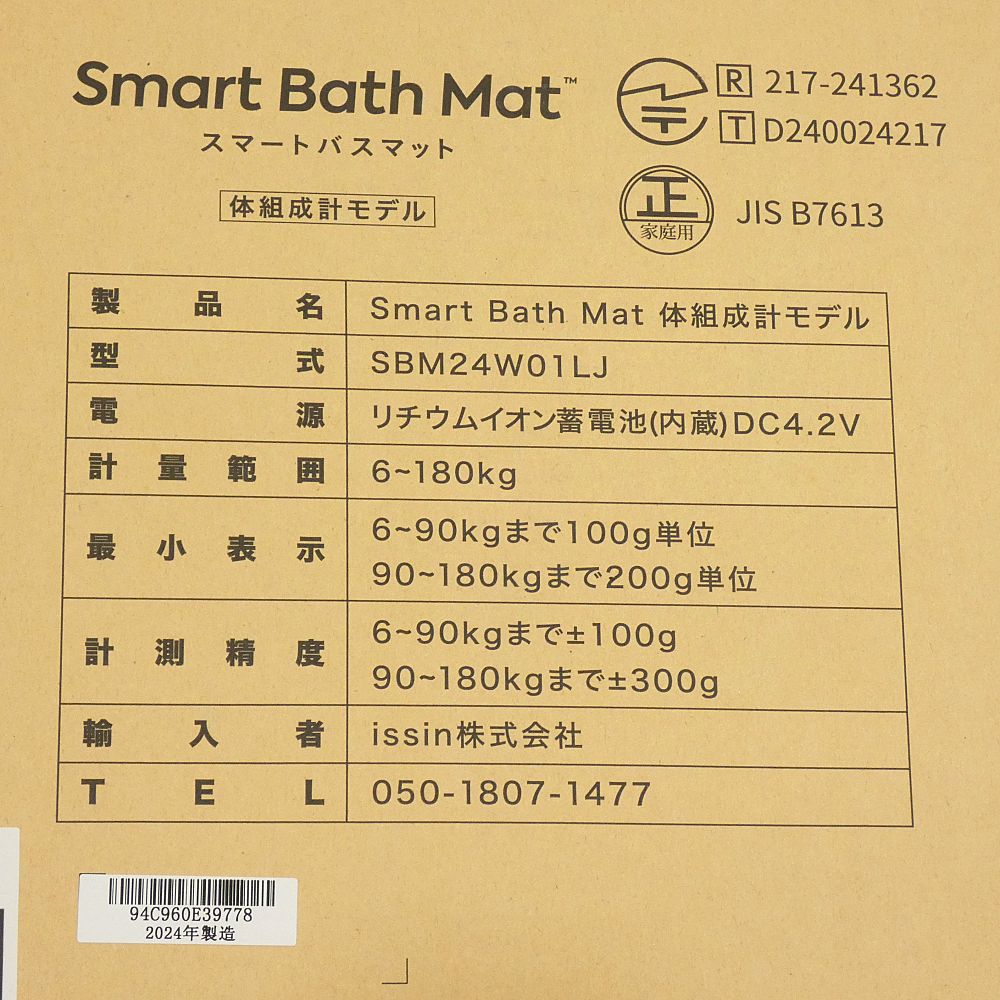 Smart Bath Mat™
スマートバスマット
体組成計モデル
R 217-241362
T D240024217
正
家庭用
JIS B7613
製品名 Smart Bath Mat 体組成計モデル
型式 SBM24W01LJ
電源 リチウムイオン蓄電池(内蔵)DC4.2V
計量範囲 6~180kg
最小表示 6~90kgまで100g単位
90~180kgまで200g単位
計測精度 6~90kgまで±100g
90~180kgまで±300g
輸入者 issin株式会社
TEL 050-1807-1477
94C960E39778
2024年製造